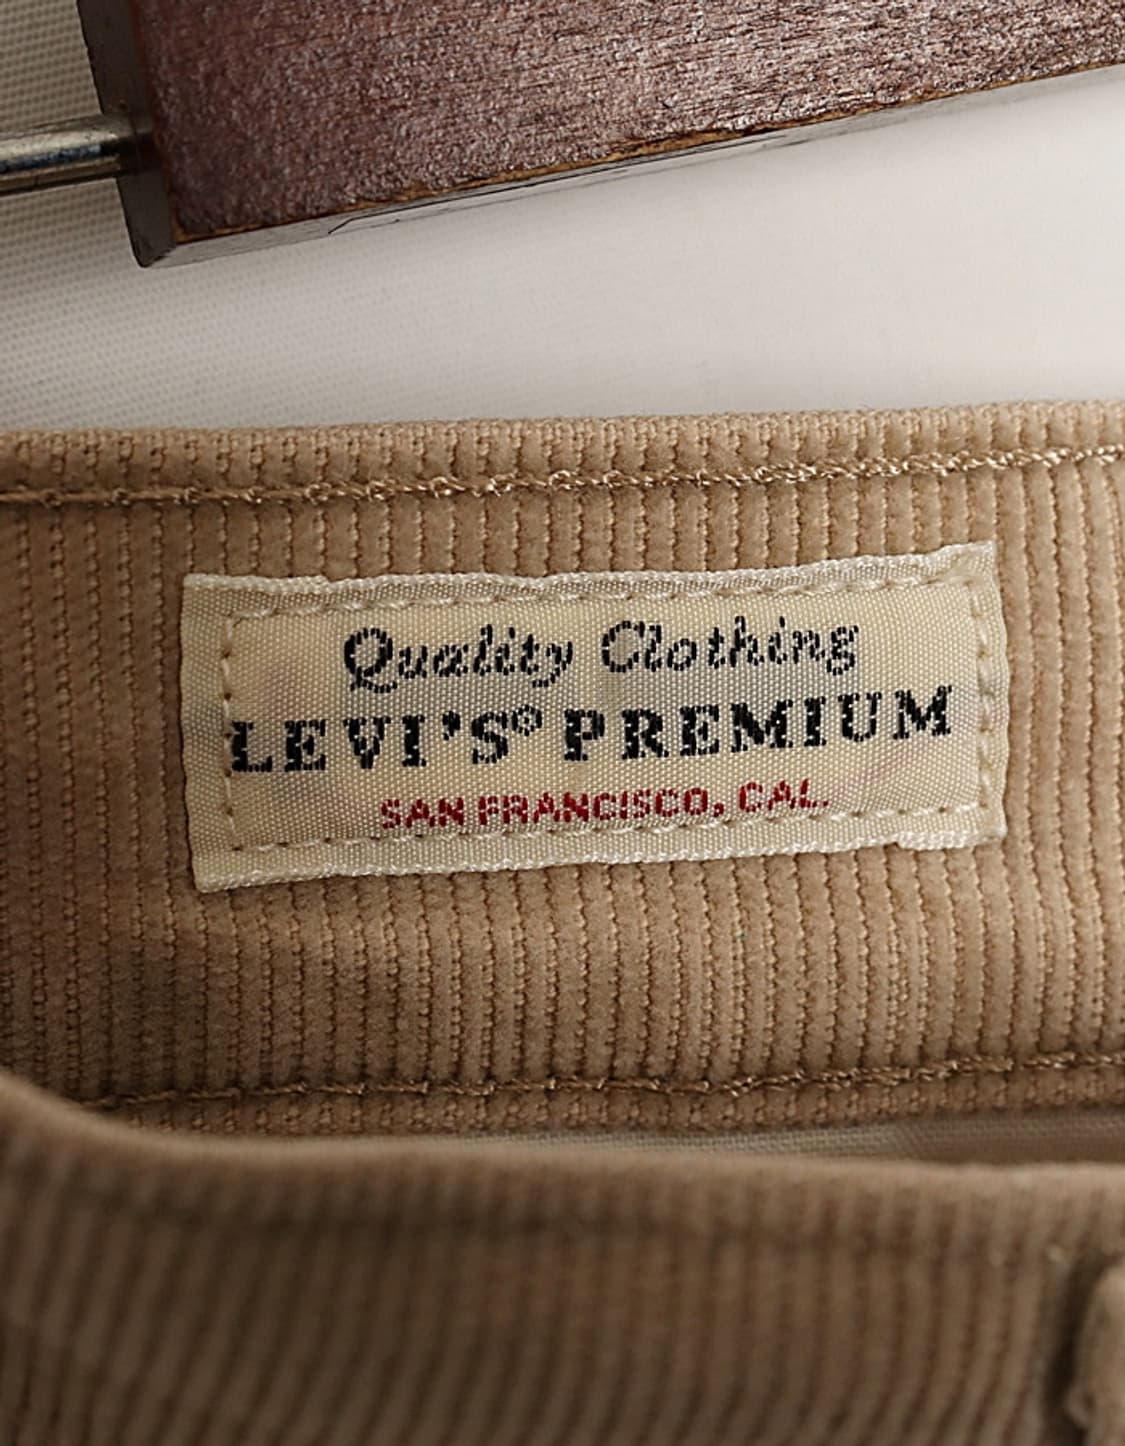 Quality Clothing
LEVI'S® PREMIUM
SAN FRANCISCO, CAL.